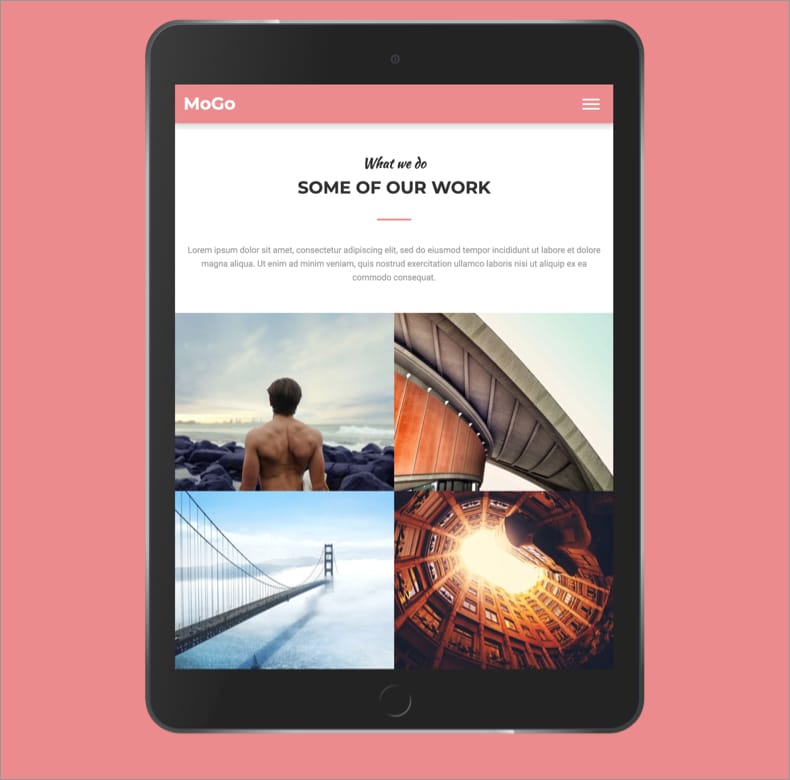 MoGo
What we do
SOME OF OUR WORK
Lorem ipsum dolor sit amet, consectetur adipiscing elit, sed do eiusmod tempor incididunt ut labore et dolore
magna aliqua. Ut enim ad minim veniam, quis nostrud exercitation ullamco laboris nisi ut aliquip ex ea
commodo consequat.